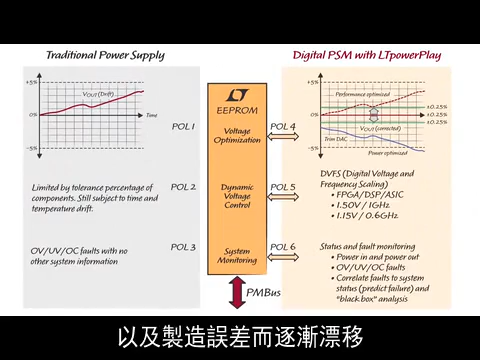 Traditional Power Supply
Digital PSM with LTpowerPlay
+5%
VOUT (Drift)
0%
Time
-5%
POL 1
Limited by tolerance percentage of
components. Still subject to time and
temperature drift.
POL 2
OV/UV/OC faults with no
other system information
POL 3
EEPROM
Voltage
Optimization
Dynamic
Voltage
Control
System
Monitoring
PMBus
POL 4
POL 5
POL 6
+5%
Performance optimized
±0.25%
0%
±0.25%
±0.25%
VOUT (corrected)
Trim DAC
-5%
Power optimized
DVFS (Digital Voltage and
Frequency Scaling)
• FPGA/DSP/ASIC
• 1.50V / 1GHz
• 1.15V / 0.6GHz
Status and fault monitoring
• Power in and power out
• OV/UV/OC faults
• Correlate faults to system
status (predict failure) and
"black box" analysis
以及製造誤差而逐漸漂移